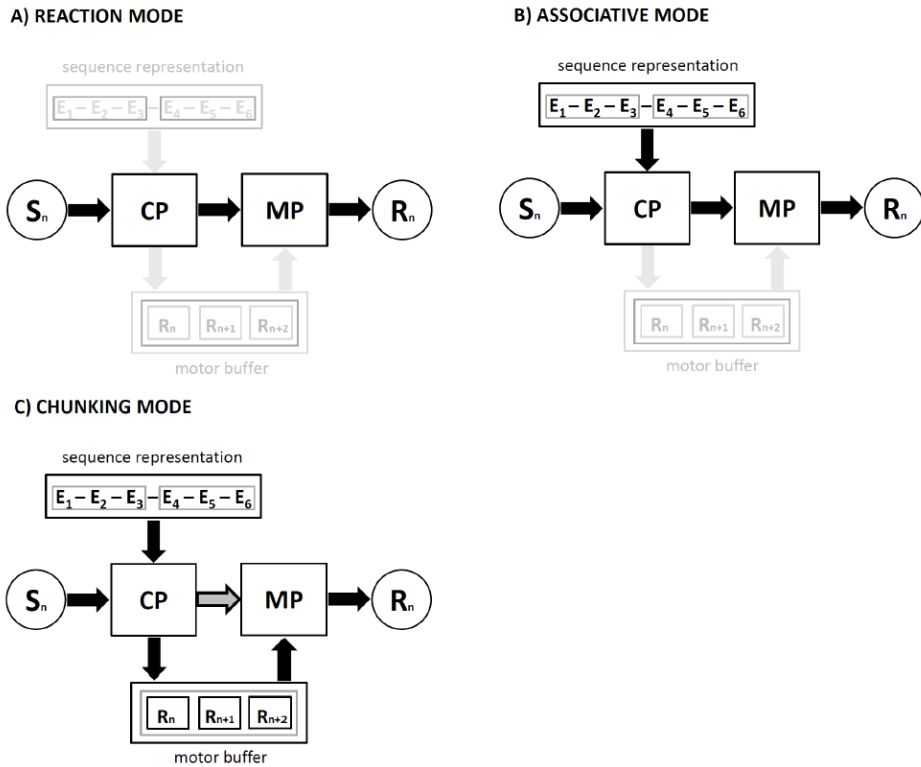 A) REACTION MODE
sequence representation
E₁ – E₂ – E₃ – E₄ – E₅ – E₆
Sₙ CP MP Rₙ
Rₙ Rₙ₊₁ Rₙ₊₂
motor buffer
B) ASSOCIATIVE MODE
sequence representation
E₁ – E₂ – E₃ – E₄ – E₅ – E₆
Sₙ CP MP Rₙ
Rₙ Rₙ₊₁ Rₙ₊₂
motor buffer
C) CHUNKING MODE
sequence representation
E₁ – E₂ – E₃ – E₄ – E₅ – E₆
Sₙ CP MP Rₙ
Rₙ Rₙ₊₁ Rₙ₊₂
motor buffer